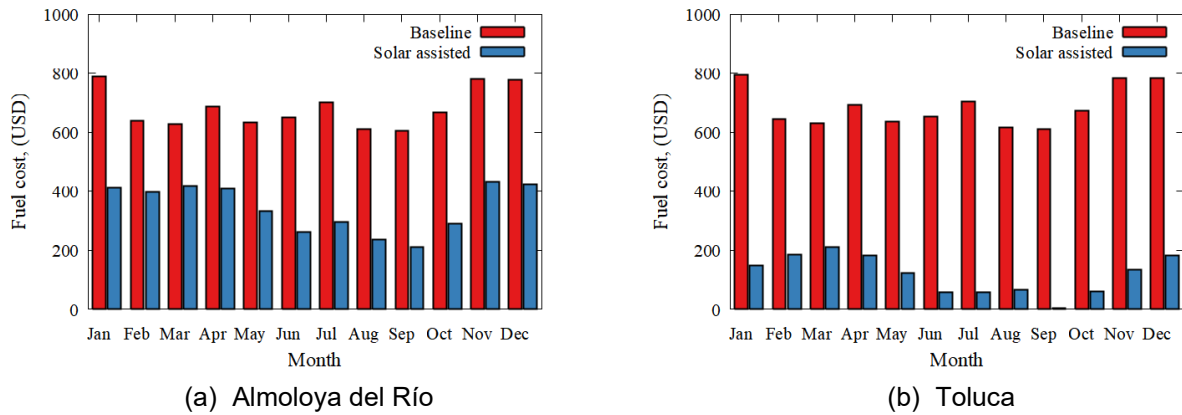 1000
800
600
400
200
0
Fuel cost, (USD)
Baseline
Solar assisted
Jan Feb Mar Apr May Jun Jul Aug Sep Oct Nov Dec
Month
(a) Almoloya del Río
1000
800
600
400
200
0
Fuel cost, (USD)
Baseline
Solar assisted
Jan Feb Mar Apr May Jun Jul Aug Sep Oct Nov Dec
Month
(b) Toluca